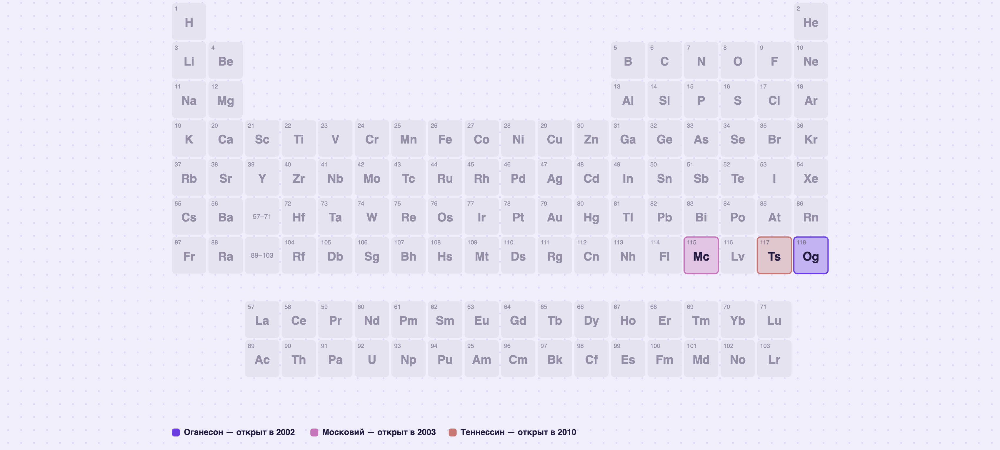 1 2
H He
3 4 5 6 7 8 9 10
Li Be B C N O F Ne
11 12 13 14 15 16 17 18
Na Mg Al Si P S Cl Ar
19 20 21 22 23 24 25 26 27 28 29 30 31 32 33 34 35 36
K Ca Sc Ti V Cr Mn Fe Co Ni Cu Zn Ga Ge As Se Br Kr
37 38 39 40 41 42 43 44 45 46 47 48 49 50 51 52 53 54
Rb Sr Y Zr Nb Mo Tc Ru Rh Pd Ag Cd In Sn Sb Te I Xe
55 56 72 73 74 75 76 77 78 79 80 81 82 83 84 85 86
Cs Ba 57–71 Hf Ta W Re Os Ir Pt Au Hg Tl Pb Bi Po At Rn
87 88 104 105 106 107 108 109 110 111 112 113 114 115 116 117 118
Fr Ra 89–103 Rf Db Sg Bh Hs Mt Ds Rg Cn Nh Fl Mc Lv Ts Og
57 58 59 60 61 62 63 64 65 66 67 68 69 70 71
La Ce Pr Nd Pm Sm Eu Gd Tb Dy Ho Er Tm Yb Lu
89 90 91 92 93 94 95 96 97 98 99 100 101 102 103
Ac Th Pa U Np Pu Am Cm Bk Cf Es Fm Md No Lr
Оганесон — открыт в 2002 Московий — открыт в 2003 Теннессин — открыт в 2010